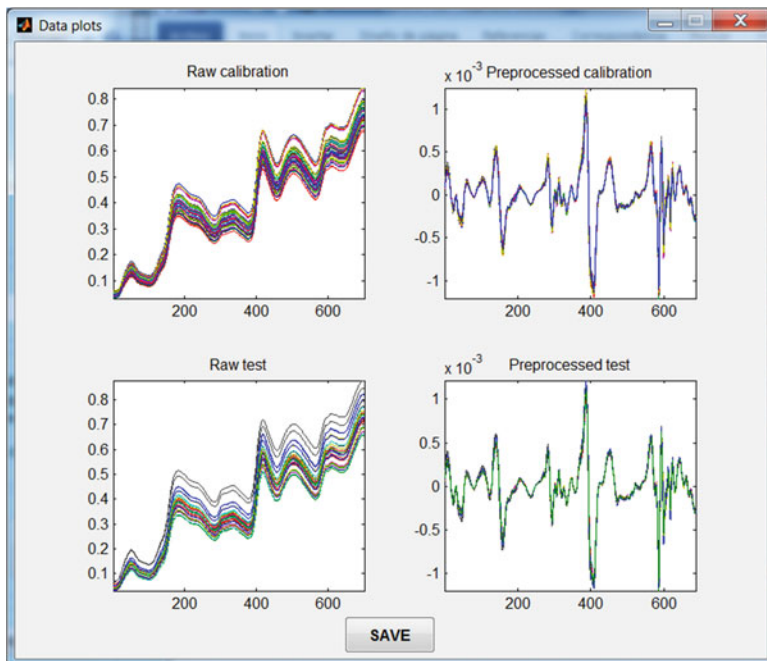 Data plots
Raw calibration
0.8
0.7
0.6
0.5
0.4
0.3
0.2
0.1
200 400 600
x 10⁻³ Preprocessed calibration
1
0.5
0
-0.5
-1
200 400 600
Raw test
0.8
0.7
0.6
0.5
0.4
0.3
0.2
0.1
200 400 600
x 10⁻³ Preprocessed test
1
0.5
0
-0.5
-1
200 400 600
SAVE